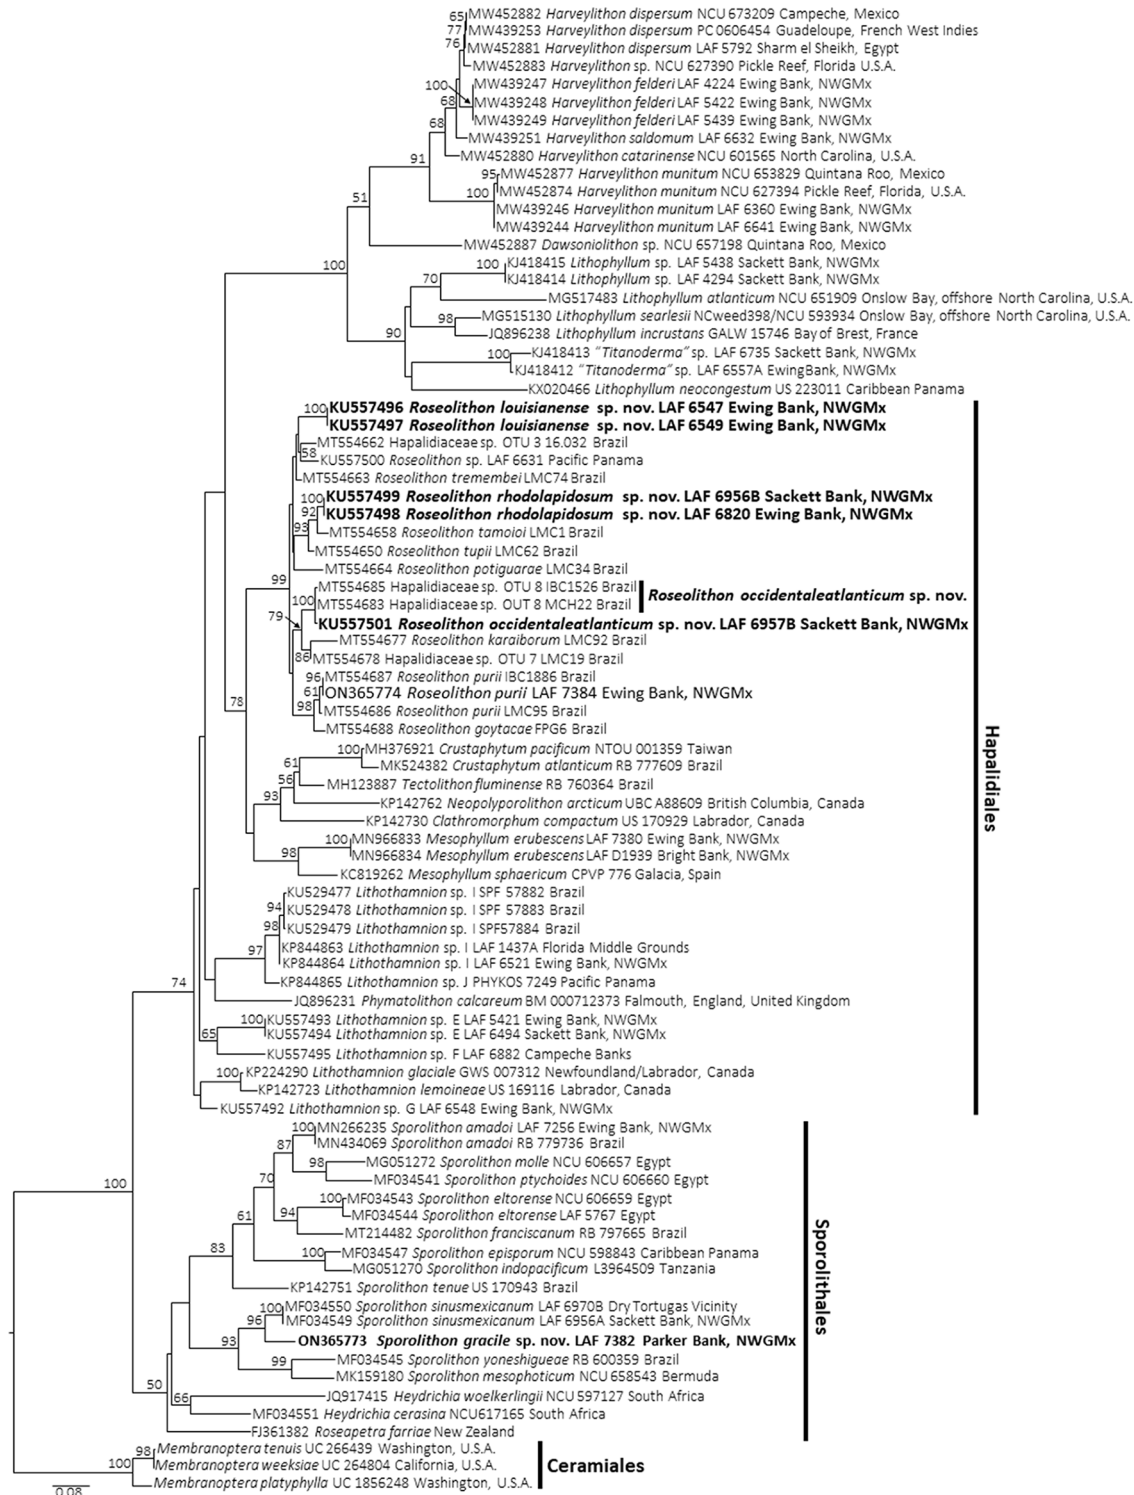 65 MW452882 Harveylithon dispersum NCU 673209 Campeche, Mexico
77 MW439253 Harveylithon dispersum PC 0606454 Guadeloupe, French West Indies
76 MW452881 Harveylithon dispersum LAF 5792 Sharm el Sheikh, Egypt
MW452883 Harveylithon sp. NCU 627390 Pickle Reef, Florida U.S.A.
100 MW439247 Harveylithon felderi LAF 4224 Ewing Bank, NWGMx
68 MW439248 Harveylithon felderi LAF 5422 Ewing Bank, NWGMx
68 MW439249 Harveylithon felderi LAF 5439 Ewing Bank, NWGMx
MW439251 Harveylithon saldomum LAF 6632 Ewing Bank, NWGMx
91 MW452880 Harveylithon catarinense NCU 601565 North Carolina, U.S.A.
95 MW452877 Harveylithon munitum NCU 653829 Quintana Roo, Mexico
100 MW452874 Harveylithon munitum NCU 627394 Pickle Reef, Florida, U.S.A.
51 MW439246 Harveylithon munitum LAF 6360 Ewing Bank, NWGMx
MW439244 Harveylithon munitum LAF 6641 Ewing Bank, NWGMx
MW452887 Dawsoniolithon sp. NCU 657198 Quintana Roo, Mexico
100 100 KJ418415 Lithophyllum sp. LAF 5438 Sackett Bank, NWGMx
70 KJ418414 Lithophyllum sp. LAF 4294 Sackett Bank, NWGMx
MG517483 Lithophyllum atlanticum NCU 651909 Onslow Bay, offshore North Carolina, U.S.A.
98 MG515130 Lithophyllum searlesii NCweed398/NCU 593934 Onslow Bay, offshore North Carolina, U.S.A.
90 JQ896238 Lithophyllum incrustans GALW 15746 Bay of Brest, France
100 KJ418413 "Titanoderma" sp. LAF 6735 Sackett Bank, NWGMx
KJ418412 "Titanoderma" sp. LAF 6557A EwingBank, NWGMx
KX020466 Lithophyllum neocongestum US 223011 Caribbean Panama
100 KU557496 Roseolithon louisianense sp. nov. LAF 6547 Ewing Bank, NWGMx
KU557497 Roseolithon louisianense sp. nov. LAF 6549 Ewing Bank, NWGMx
MT554662 Hapalidiaceae sp. OTU 3 16.032 Brazil
58 KU557500 Roseolithon sp. LAF 6631 Pacific Panama
MT554663 Roseolithon tremembei LMC74 Brazil
100 KU557499 Roseolithon rhodolapidosum sp. nov. LAF 6956B Sackett Bank, NWGMx
92 KU557498 Roseolithon rhodolapidosum sp. nov. LAF 6820 Ewing Bank, NWGMx
93 MT554658 Roseolithon tamoioi LMC1 Brazil
MT554650 Roseolithon tupii LMC62 Brazil
MT554664 Roseolithon potiguarae LMC34 Brazil
99 MT554685 Hapalidiaceae sp. OTU 8 IBC1526 Brazil
Roseolithon occidentaleatlanticum sp. nov.
100 MT554683 Hapalidiaceae sp. OUT 8 MCH22 Brazil
79 KU557501 Roseolithon occidentaleatlanticum sp. nov. LAF 6957B Sackett Bank, NWGMx
MT554677 Roseolithon karaiborum LMC92 Brazil
86 MT554678 Hapalidiaceae sp. OTU 7 LMC19 Brazil
96 MT554687 Roseolithon purii IBC1886 Brazil
61 ON365774 Roseolithon purii LAF 7384 Ewing Bank, NWGMx
98 MT554686 Roseolithon purii LMC95 Brazil
78 MT554688 Roseolithon goytacae FPG6 Brazil
100 MH376921 Crustaphytum pacificum NTOU 001359 Taiwan
61 MK524382 Crustaphytum atlanticum RB 777609 Brazil
56 MH123887 Tectolithon fluminense RB 760364 Brazil
93 KP142762 Neopolyporolithon arcticum UBC A88609 British Columbia, Canada
KP142730 Clathromorphum compactum US 170929 Labrador, Canada
100 MN966833 Mesophyllum erubescens LAF 7380 Ewing Bank, NWGMx
98 MN966834 Mesophyllum erubescens LAF D1939 Bright Bank, NWGMx
KC819262 Mesophyllum sphaericum CPVP 776 Galacia, Spain
KU529477 Lithothamnion sp. I SPF 57882 Brazil
94 KU529478 Lithothamnion sp. I SPF 57883 Brazil
98 KU529479 Lithothamnion sp. I SPF57884 Brazil
97 KP844863 Lithothamnion sp. I LAF 1437A Florida Middle Grounds
KP844864 Lithothamnion sp. I LAF 6521 Ewing Bank, NWGMx
74 KP844865 Lithothamnion sp. J PHYKOS 7249 Pacific Panama
JQ896231 Phymatolithon calcareum BM 000712373 Falmouth, England, United Kingdom
100 KU557493 Lithothamnion sp. E LAF 5421 Ewing Bank, NWGMx
65 KU557494 Lithothamnion sp. E LAF 6494 Sackett Bank, NWGMx
KU557495 Lithothamnion sp. F LAF 6882 Campeche Banks
100 KP224290 Lithothamnion glaciale GWS 007312 Newfoundland/Labrador, Canada
KP142723 Lithothamnion lemoineae US 169116 Labrador, Canada
KU557492 Lithothamnion sp. G LAF 6548 Ewing Bank, NWGMx
Hapalidiales
100 MN266235 Sporolithon amadoi LAF 7256 Ewing Bank, NWGMx
87 MN434069 Sporolithon amadoi RB 779736 Brazil
98 MG051272 Sporolithon molle NCU 606657 Egypt
70 MF034541 Sporolithon ptychoides NCU 606660 Egypt
100 100 MF034543 Sporolithon eltorense NCU 606659 Egypt
61 94 MF034544 Sporolithon eltorense LAF 5767 Egypt
MT214482 Sporolithon franciscanum RB 797665 Brazil
83 100 MF034547 Sporolithon episporum NCU 598843 Caribbean Panama
MG051270 Sporolithon indopacificum L3964509 Tanzania
KP142751 Sporolithon tenue US 170943 Brazil
100 MF034550 Sporolithon sinusmexicanum LAF 6970B Dry Tortugas Vicinity
96 MF034549 Sporolithon sinusmexicanum LAF 6956A Sackett Bank, NWGMx
93 ON365773 Sporolithon gracile sp. nov. LAF 7382 Parker Bank, NWGMx
99 MF034545 Sporolithon yoneshigueae RB 600359 Brazil
50 MK159180 Sporolithon mesophoticum NCU 658543 Bermuda
66 JQ917415 Heydrichia woelkerlingii NCU 597127 South Africa
MF034551 Heydrichia cerasina NCU617165 South Africa
FJ361382 Roseapetra farriae New Zealand
Sporolithales
98 Membranoptera tenuis UC 266439 Washington, U.S.A.
100 Membranoptera weeksiae UC 264804 California, U.S.A.
Membranoptera platyphylla UC 1856248 Washington, U.S.A.
Ceramiales
0.08